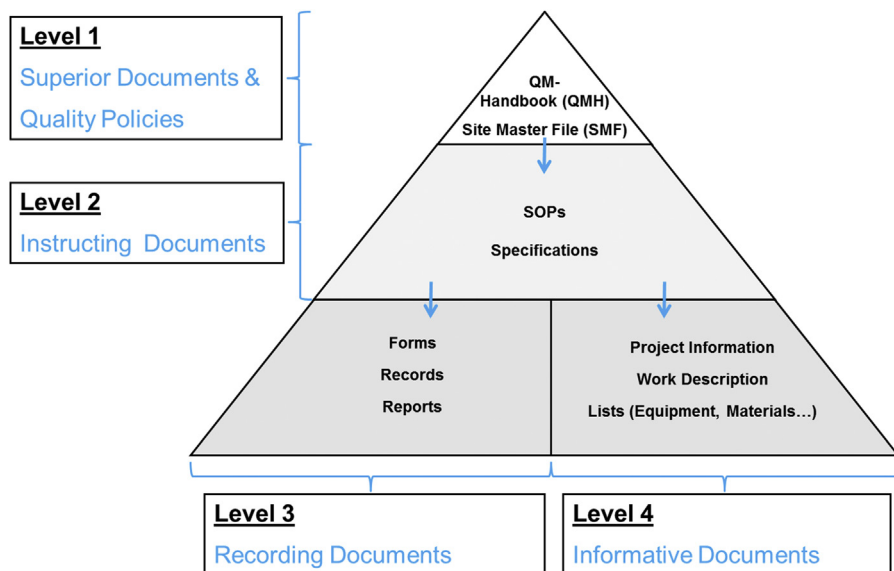 Level 1
Superior Documents &
Quality Policies
QM-
Handbook (QMH)
Site Master File (SMF)
Level 2
Instructing Documents
SOPs
Specifications
Forms
Records
Reports
Project Information
Work Description
Lists (Equipment, Materials…)
Level 3
Recording Documents
Level 4
Informative Documents